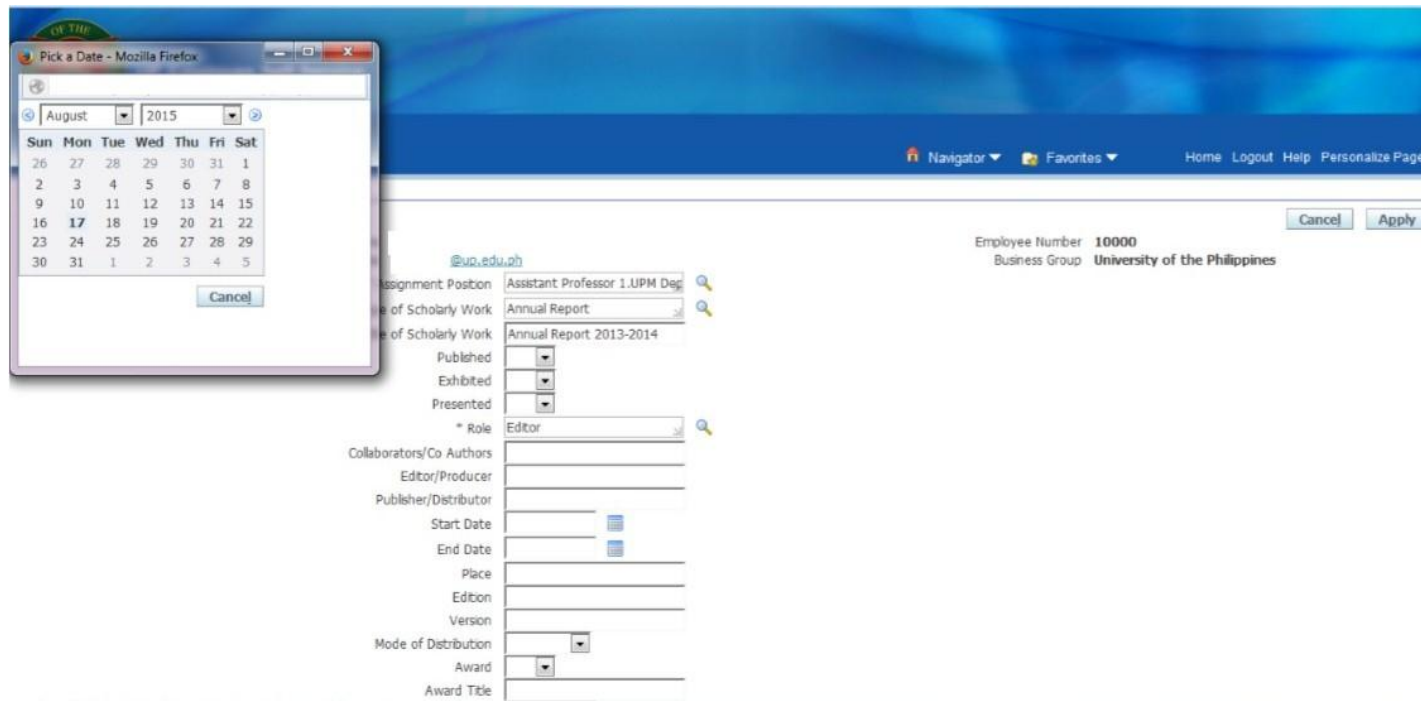 OF THE
Pick a Date - Mozilla Firefox
August 2015
Sun Mon Tue Wed Thu Fri Sat
26 27 28 29 30 31 1
2 3 4 5 6 7 8
9 10 11 12 13 14 15
16 17 18 19 20 21 22
23 24 25 26 27 28 29
30 31 1 2 3 4 5
Cancel
Navigator Favorites Home Logout Help Personalize Page
Cancel Apply
Employee Number 10000
@up.edu.ph Business Group University of the Philippines
Assignment Position Assistant Professor 1.UPM Dep
of Scholarly Work Annual Report
of Scholarly Work Annual Report 2013-2014
Published
Exhibited
Presented
* Role Editor
Collaborators/Co Authors
Editor/Producer
Publisher/Distributor
Start Date
End Date
Place
Edition
Version
Mode of Distribution
Award
Award Title